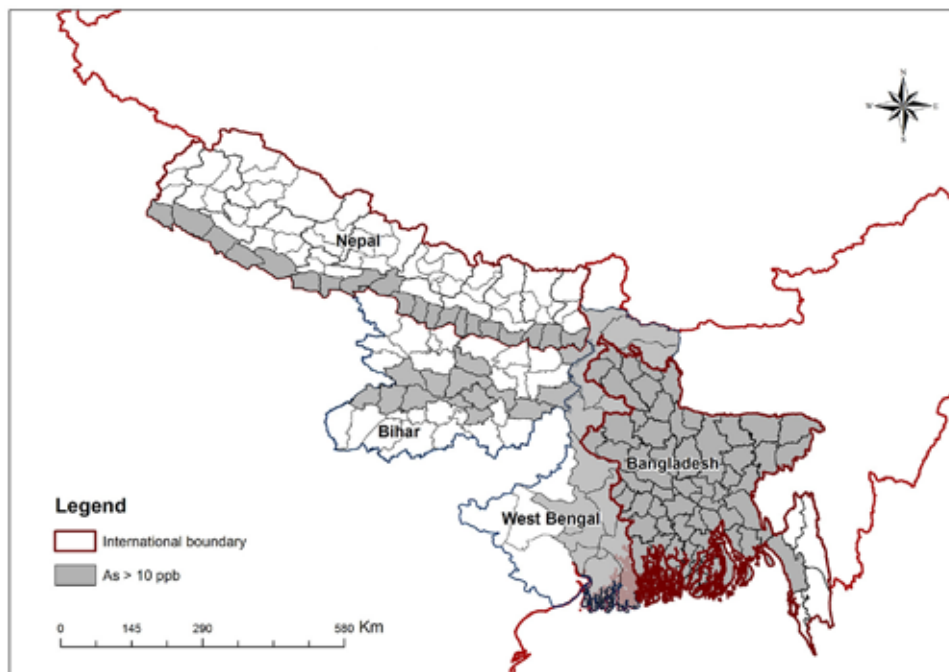 N
W E
S
Nepal
Bihar
Bangladesh
West Bengal
Legend
International boundary
As > 10 ppb
0 145 290 580 Km